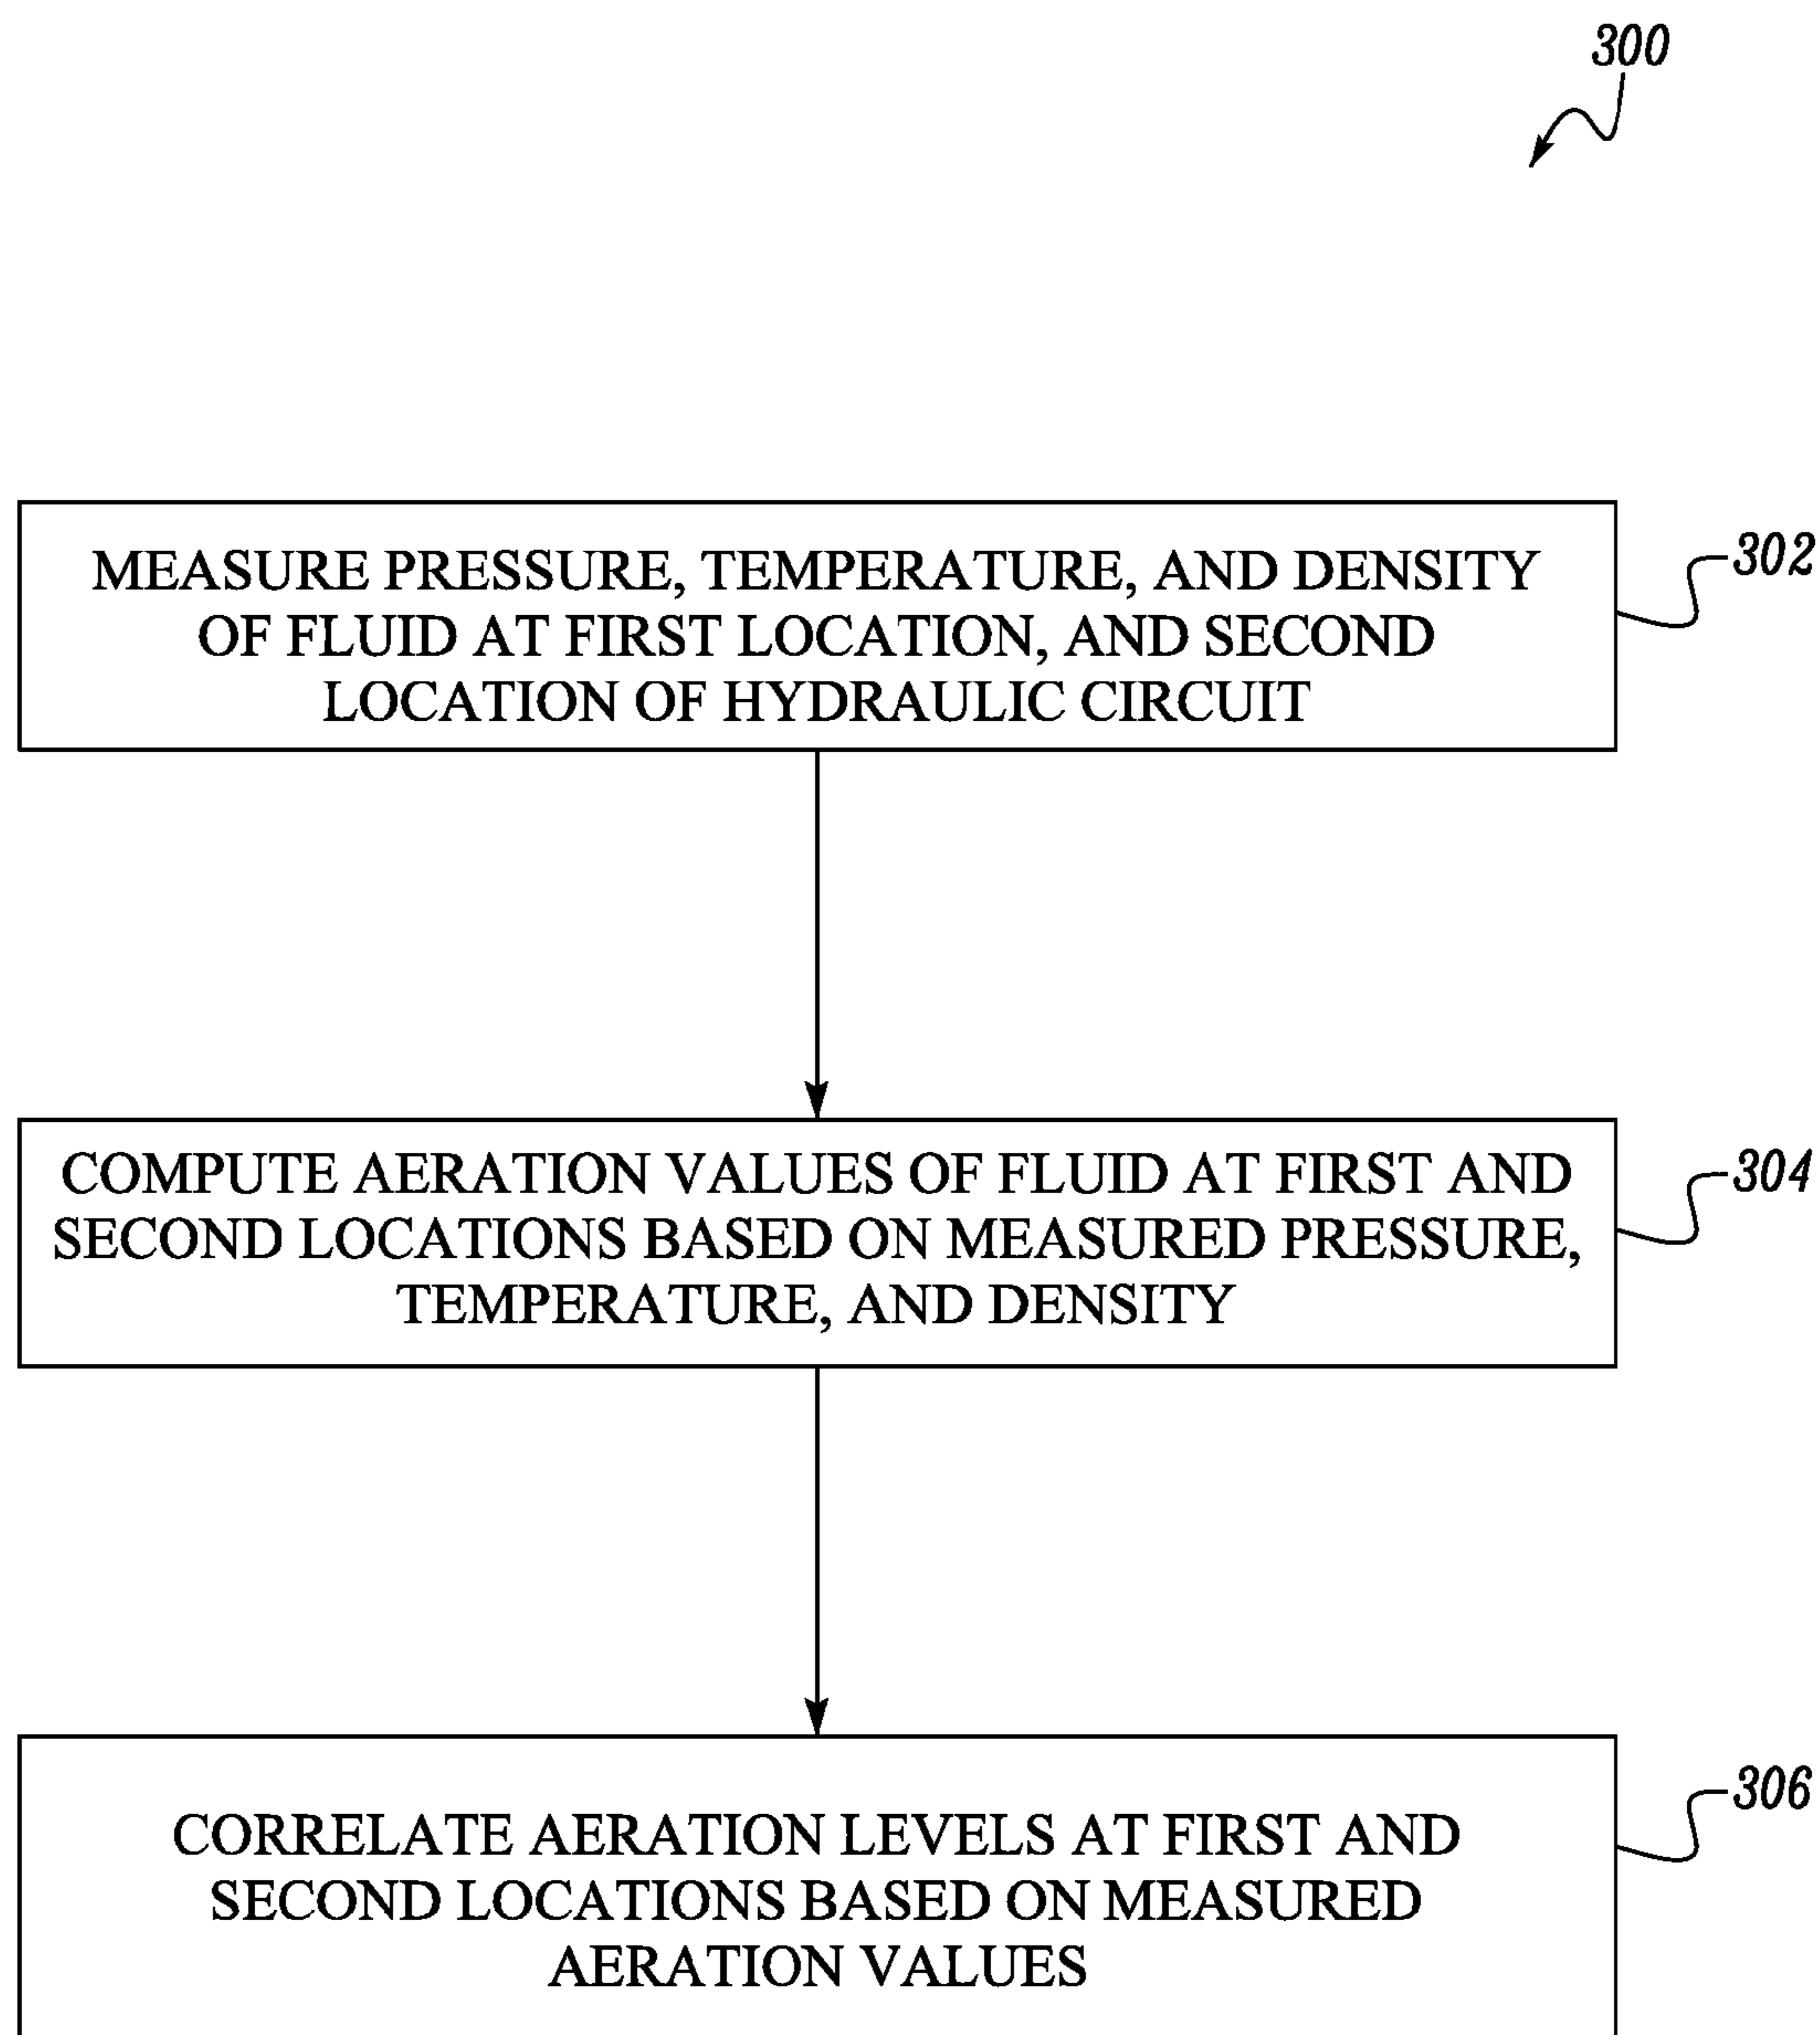 300
MEASURE PRESSURE, TEMPERATURE, AND DENSITY
OF FLUID AT FIRST LOCATION, AND SECOND
LOCATION OF HYDRAULIC CIRCUIT
302
COMPUTE AERATION VALUES OF FLUID AT FIRST AND
SECOND LOCATIONS BASED ON MEASURED PRESSURE,
TEMPERATURE, AND DENSITY
304
CORRELATE AERATION LEVELS AT FIRST AND
SECOND LOCATIONS BASED ON MEASURED
AERATION VALUES
306